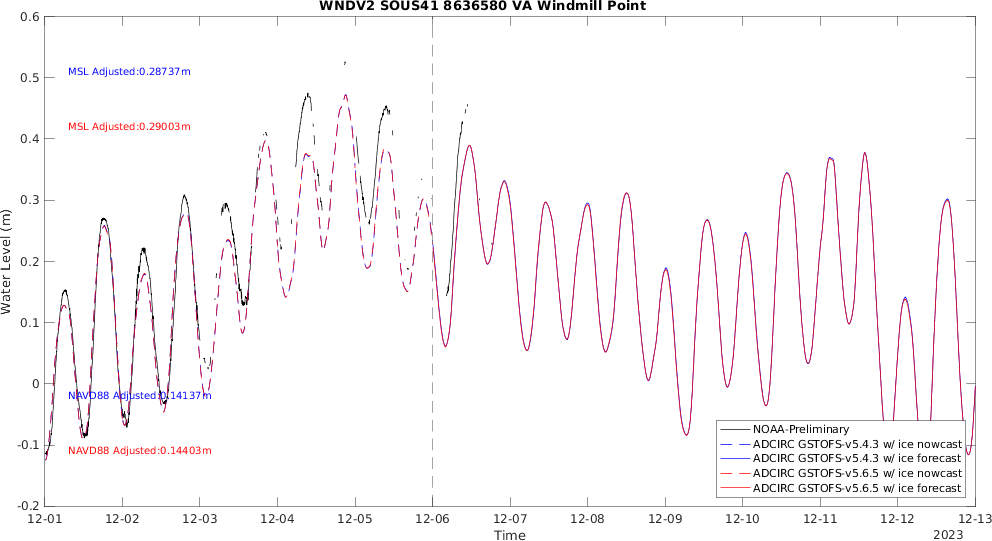 WNDV2 SOUS41 8636580 VA Windmill Point
0.6
0.5
0.4
0.3
0.2
0.1
0
-0.1
-0.2
Water Level (m)
MSL Adjusted:0.28737m
MSL Adjusted:0.29003m
NAVD88 Adjusted:0.14137m
NAVD88 Adjusted:0.14403m
NOAA-Preliminary
ADCIRC GSTOFS-v5.4.3 w/ ice nowcast
ADCIRC GSTOFS-v5.4.3 w/ ice forecast
ADCIRC GSTOFS-v5.6.5 w/ ice nowcast
ADCIRC GSTOFS-v5.6.5 w/ ice forecast
12-01 12-02 12-03 12-04 12-05 12-06 12-07 12-08 12-09 12-10 12-11 12-12 12-13
Time
2023